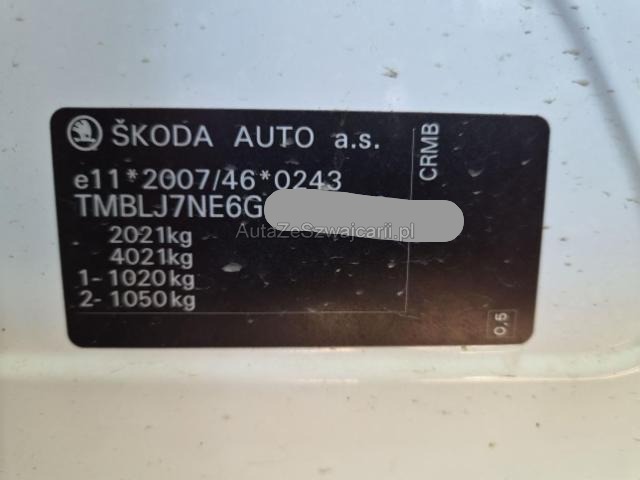 ŠKODA AUTO a.s.
e11*2007/46*0243
TMBLJ7NE6G
AutaZeSzwajcarii.pl
2021kg
4021kg
1- 1020kg
2- 1050kg
CRMB
0,5